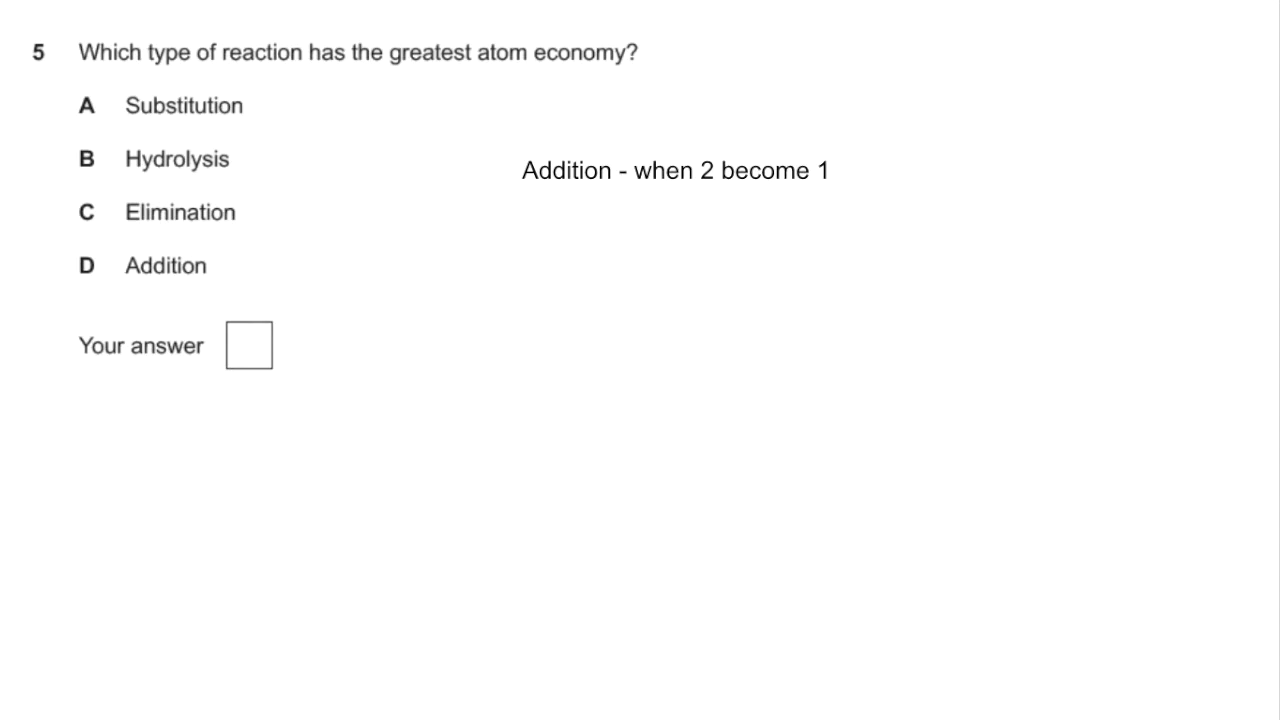 5 Which type of reaction has the greatest atom economy?
A Substitution
B Hydrolysis
Addition - when 2 become 1
C Elimination
D Addition
Your answer